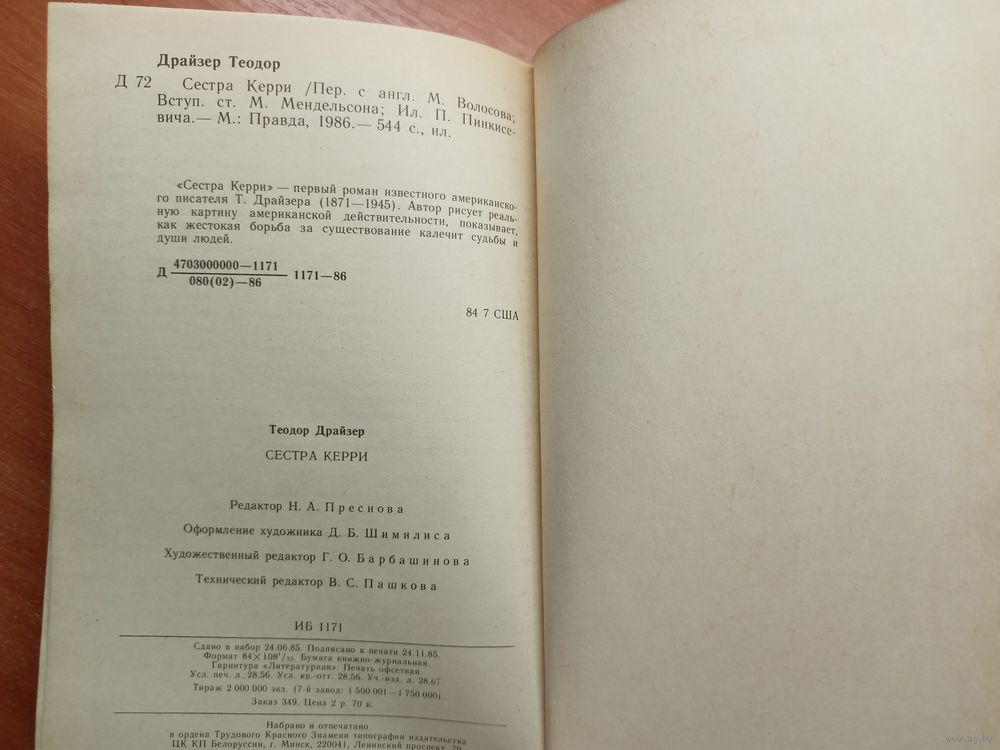 Драйзер Теодор
Д 72 Сестра Керри /Пер. с англ. М. Волосова;
Вступ. ст. М. Мендельсона; Ил. П. Пинкисе-
вича.— М.: Правда, 1986.— 544 с., ил.
«Сестра Керри» — первый роман известного американско-
го писателя Т. Драйзера (1871—1945). Автор рисует реаль-
ную картину американской действительности, показывает,
как жестокая борьба за существование калечит судьбы и
души людей.
Д 4703000000—1171
080(02)—86
1171—86
84 7 США
Теодор Драйзер
СЕСТРА КЕРРИ
Редактор Н. А. Преснова
Оформление художника Д. Б. Шимилиса
Художественный редактор Г. О. Барбашинова
Технический редактор В. С. Пашкова
ИБ 1171
Сдано в набор 24.06.85. Подписано к печати 24.11.85.
Формат 84×108¹/₃₂. Бумага книжно-журнальная.
Гарнитура «Литературная». Печать офсетная.
Усл. печ. л., 28.56. Усл. кр.-отт. 28.56. Уч. изд. л. 28,67.
Тираж 2 000 000 экз. (7-й завод: 1 500 001—1 750 000)
Заказ 349. Цена 2 р. 70 к.
Набрано и отпечатано
в ордена Трудового Красного Знамени типографии издательства
ЦК КП Белоруссии, г. Минск, 220041, Ленинский проспект, 79.
www.ay.by